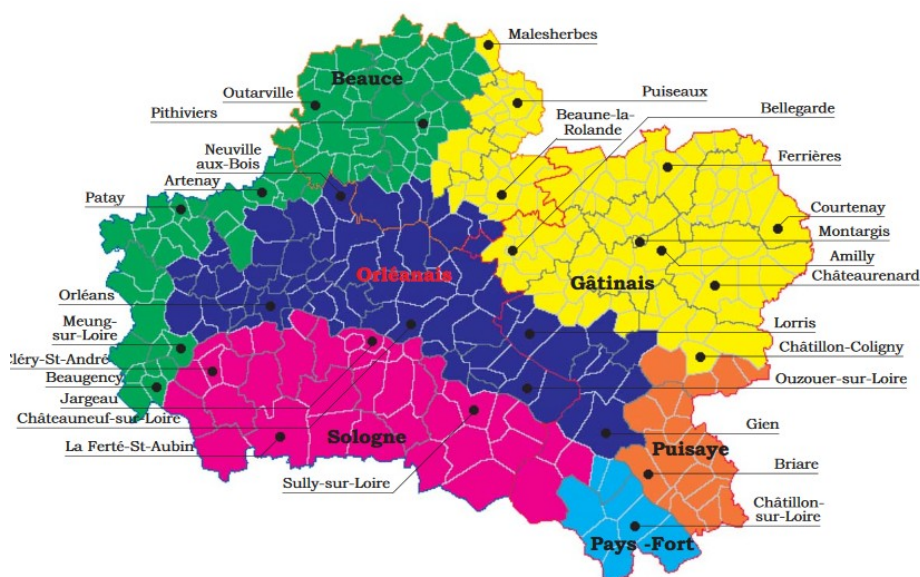 Malesherbes
Beauce
Outarville
Puiseaux
Pithiviers
Beaune-la-
Rolande
Bellegarde
Neuville
aux-Bois
Ferrières
Artenay
Patay
Courtenay
Montargis
Amilly
Orléanais
Gâtinais
Châteaurenard
Orléans
Meung-
sur-Loire
Lorris
Châtillon-Coligny
léry-St-André
Beaugency
Ouzouer-sur-Loire
Jargeau
Châteauneuf-sur-Loire
Gien
Sologne
Puisaye
La Ferté-St-Aubin
Briare
Sully-sur-Loire
Châtillon-
sur-Loire
Pays -Fort